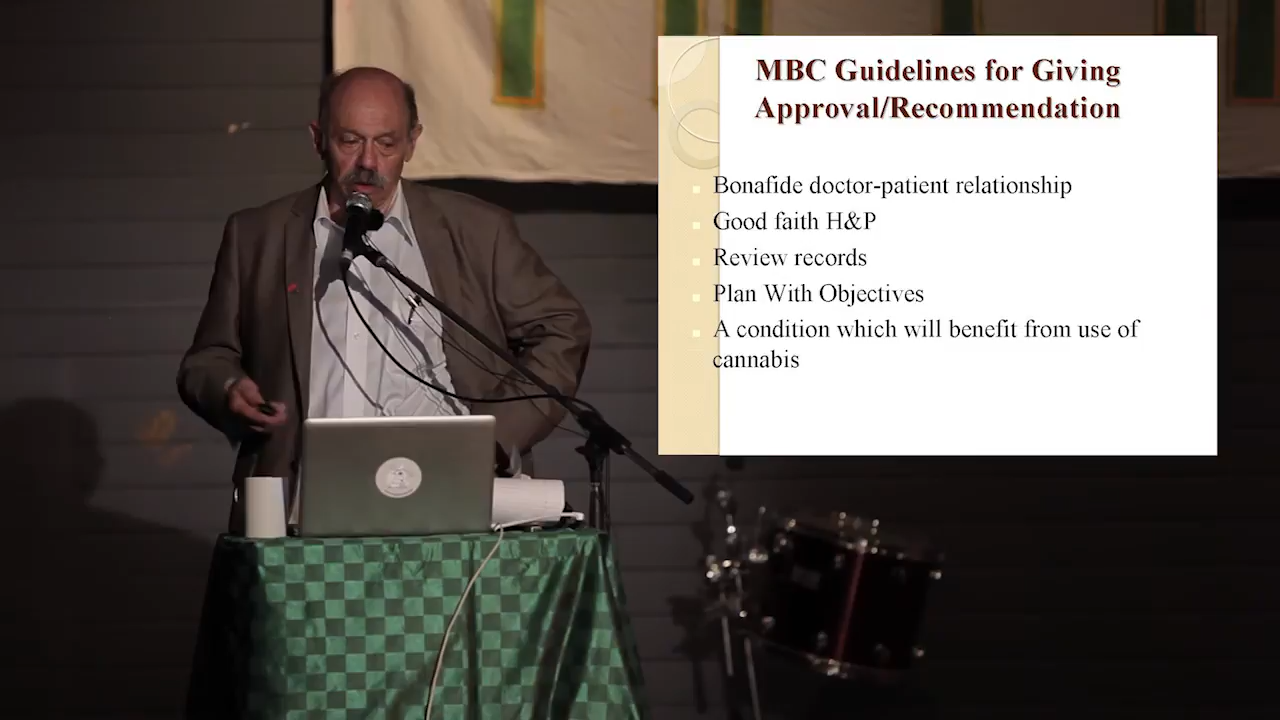 MBC Guidelines for Giving
Approval/Recommendation
Bonafide doctor-patient relationship
Good faith H&P
Review records
Plan With Objectives
A condition which will benefit from use of
cannabis